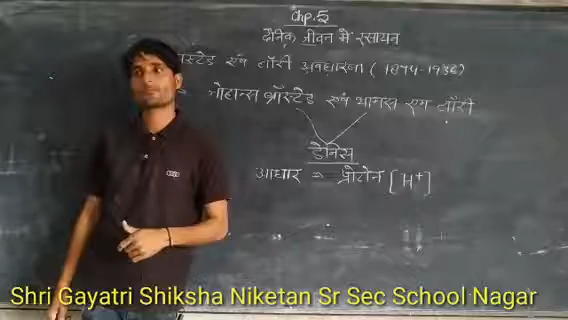 Chp. 5
दैनिक जीवन में रसायन
ब्रॉस्टेड एवं लॉरी अवधारणा (1874-1936)
जोहान्स ब्रॉस्टेड एवं थामस एम लॉरी
डेनिस
आधार = प्रोटोन [H+]
Shri Gayatri Shiksha Niketan Sr Sec School Nagar